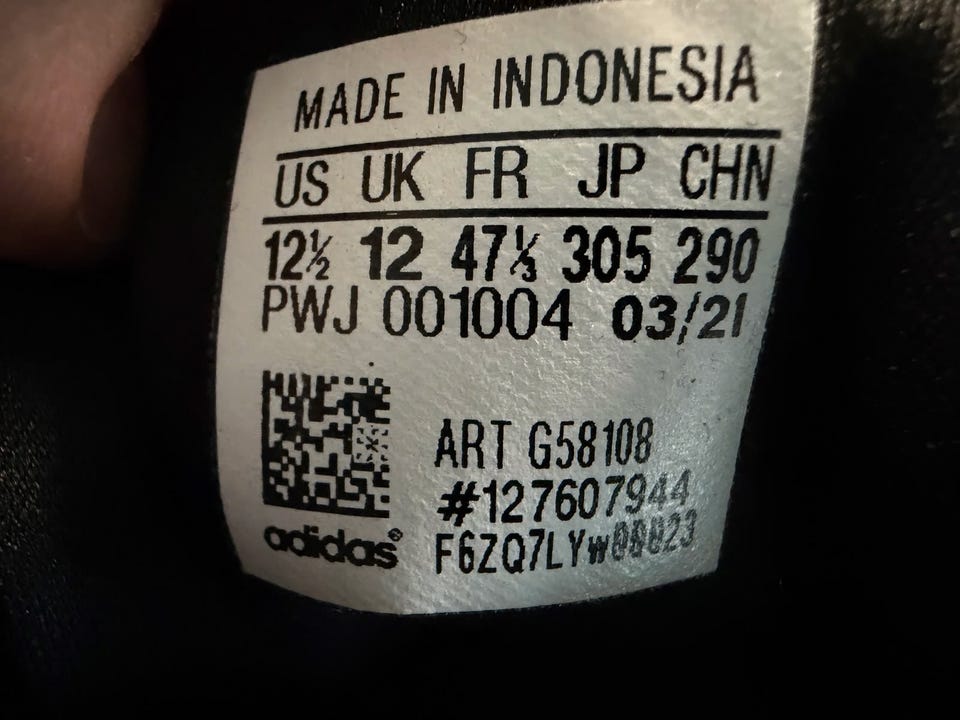 MADE IN INDONESIA
US UK FR JP CHN
12½ 12 47⅓ 305 290
PWJ 001004 03/21
ART G58108
#127607944
adidas®